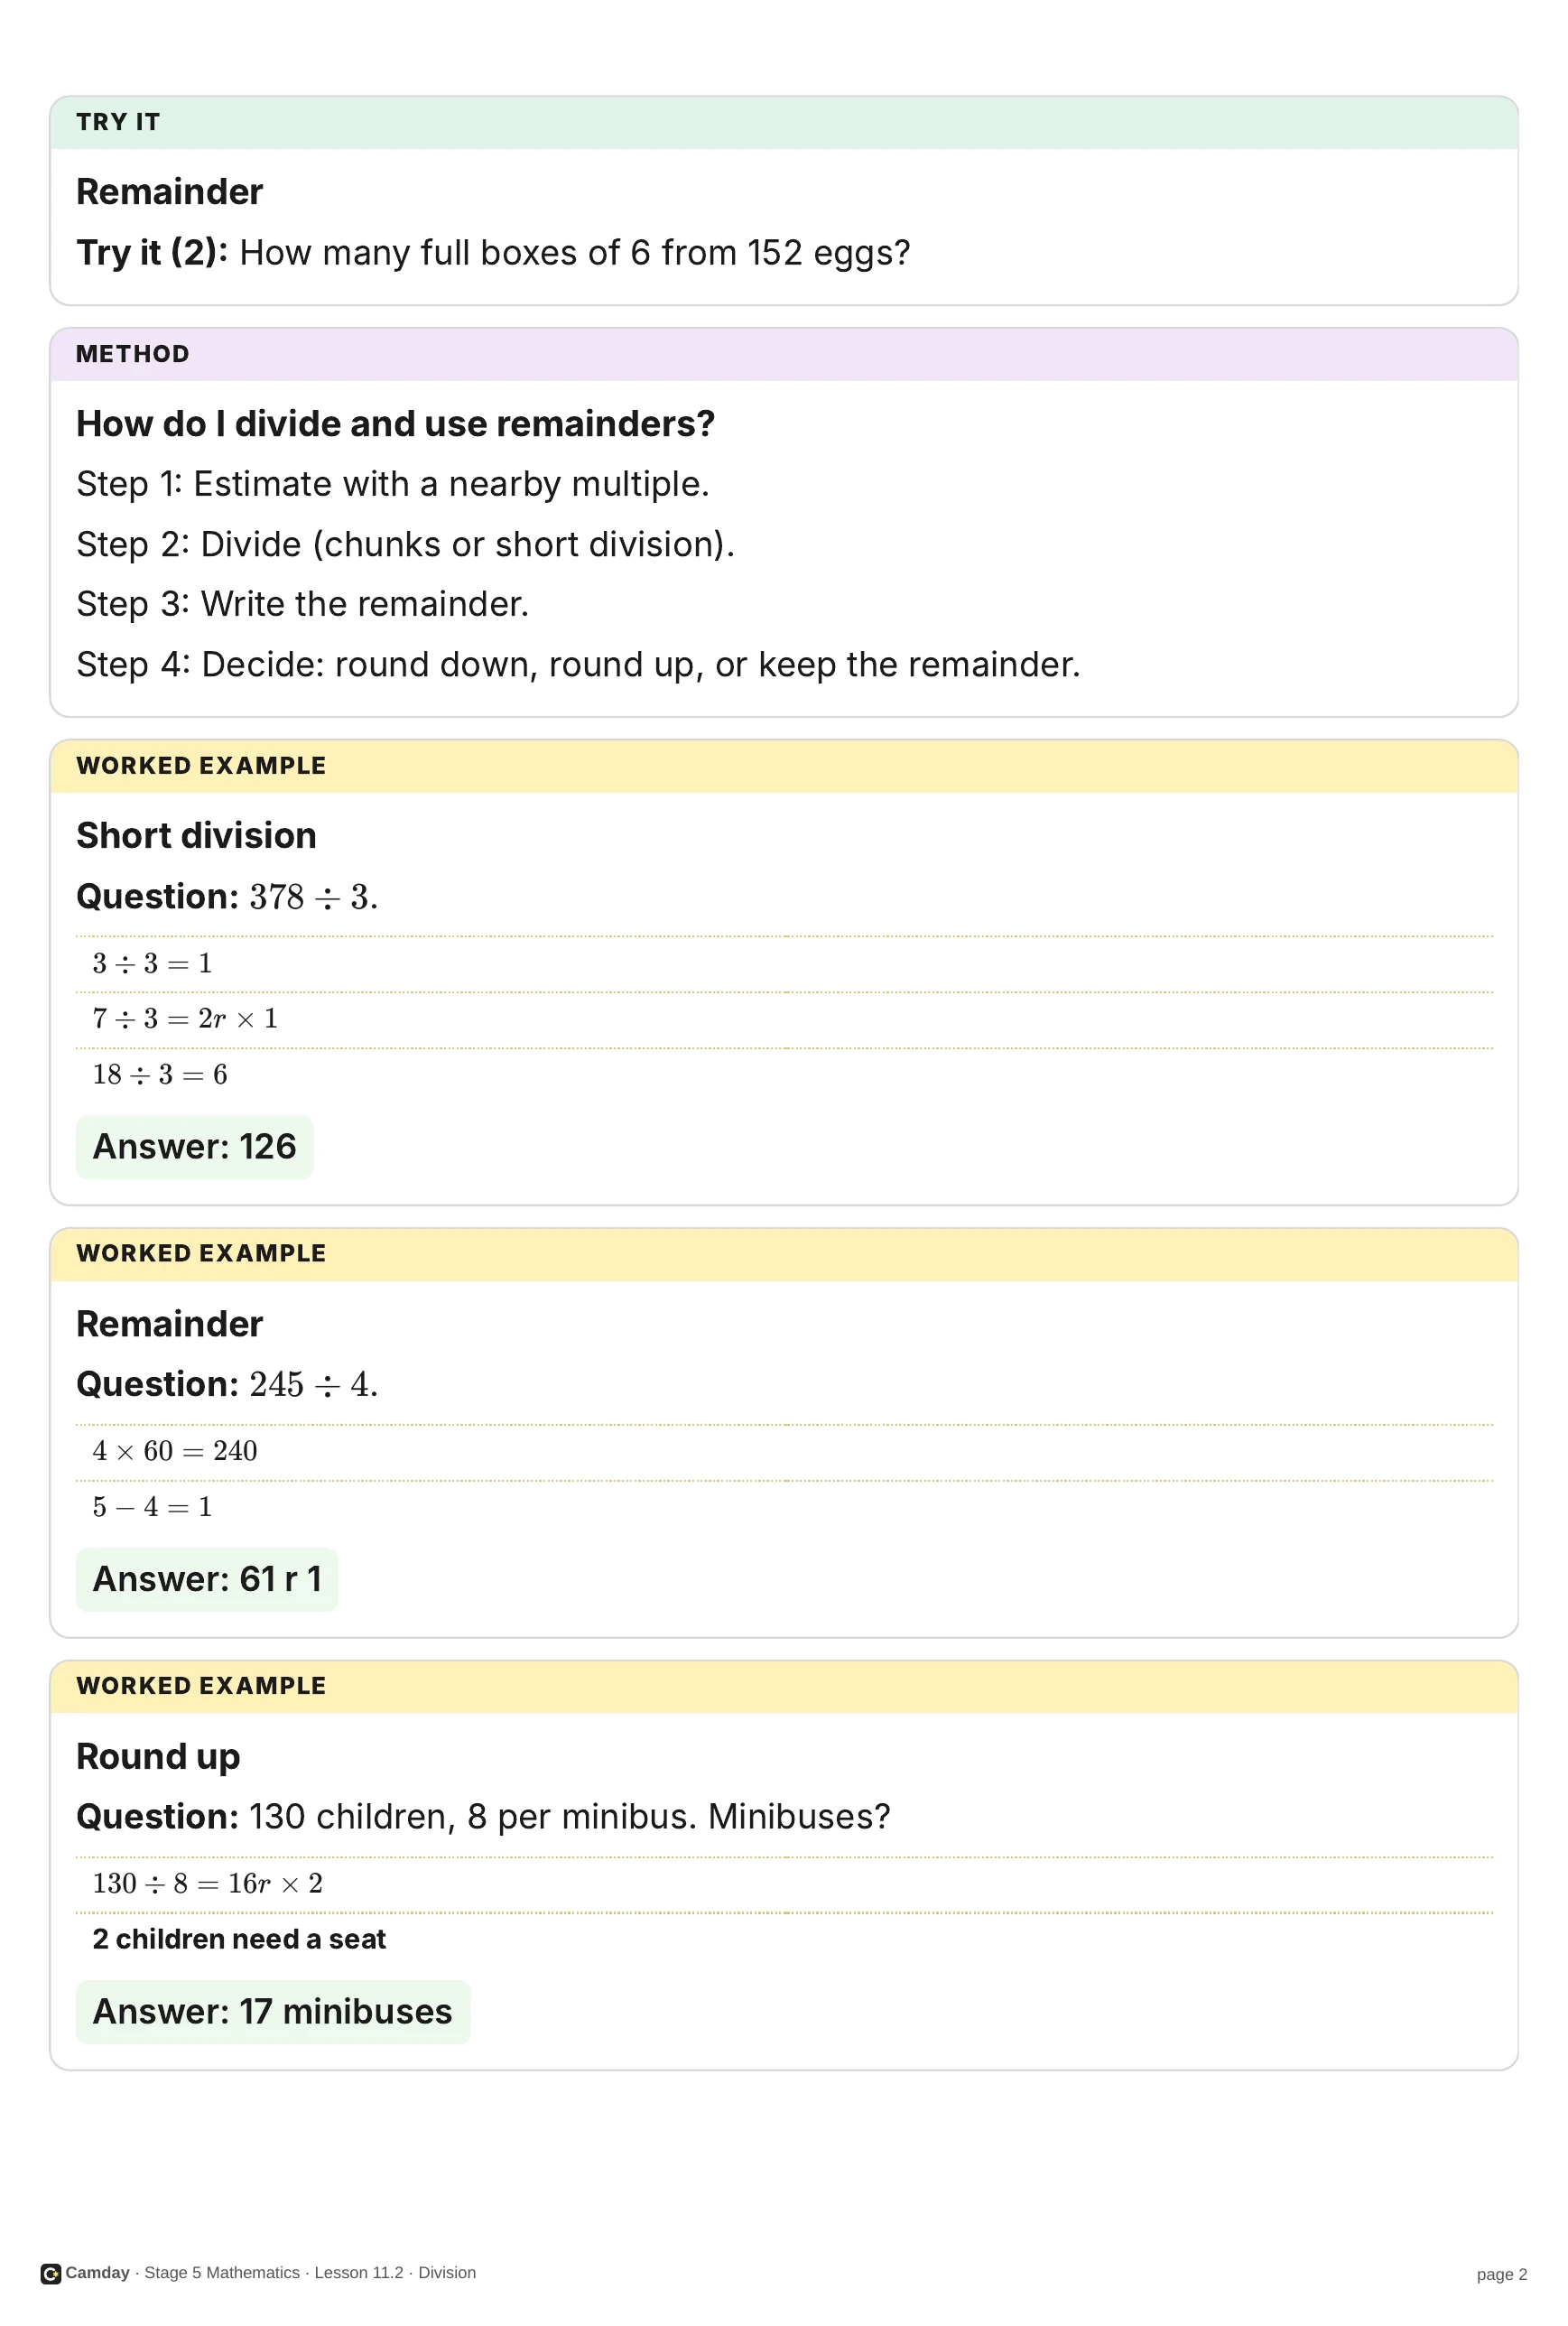 TRY IT
Remainder
Try it (2): How many full boxes of 6 from 152 eggs?
METHOD
How do I divide and use remainders?
Step 1: Estimate with a nearby multiple.
Step 2: Divide (chunks or short division).
Step 3: Write the remainder.
Step 4: Decide: round down, round up, or keep the remainder.
WORKED EXAMPLE
Short division
Question: 378 ÷ 3.
3 ÷ 3 = 1
7 ÷ 3 = 2r × 1
18 ÷ 3 = 6
Answer: 126
WORKED EXAMPLE
Remainder
Question: 245 ÷ 4.
4 × 60 = 240
5 − 4 = 1
Answer: 61 r 1
WORKED EXAMPLE
Round up
Question: 130 children, 8 per minibus. Minibuses?
130 ÷ 8 = 16r × 2
2 children need a seat
Answer: 17 minibuses
Camday · Stage 5 Mathematics · Lesson 11.2 · Division
page 2